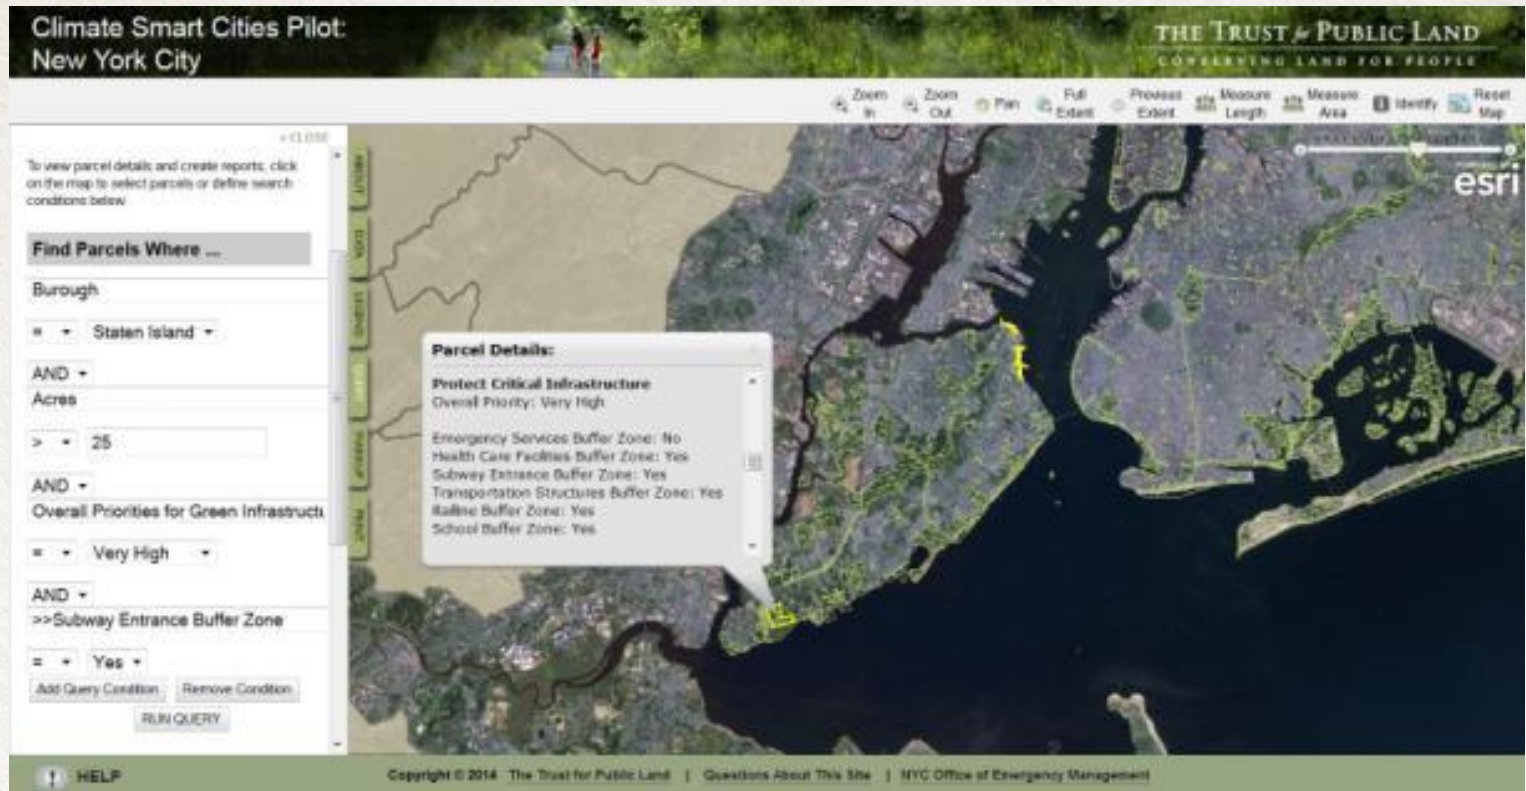 Climate Smart Cities Pilot:
New York City
THE TRUST for PUBLIC LAND
CONSERVING LAND FOR PEOPLE
Zoom In
Zoom Out
Pan
Full Extent
Previous Extent
Measure Length
Measure Area
Identify
Reset Map
CLOSE
To view parcel details and create reports, click
on the map to select parcels or define search
conditions below
Find Parcels Where ...
Burough
= Staten Island
AND
Acres
> 25
AND
Overall Priorities for Green Infrastructu
= Very High
AND
>>Subway Entrance Buffer Zone
= Yes
Add Query Condition Remove Condition
RUN QUERY
ABOUT
DATA
LEGEND
QUERY
PRINT
esri
Parcel Details:
Protect Critical Infrastructure
Overall Priority: Very High
Emergency Services Buffer Zone: No
Health Care Facilities Buffer Zone: Yes
Subway Entrance Buffer Zone: Yes
Transportation Structures Buffer Zone: Yes
Railline Buffer Zone: Yes
School Buffer Zone: Yes
HELP
Copyright © 2014 The Trust for Public Land | Questions About This Site | NYC Office of Emergency Management